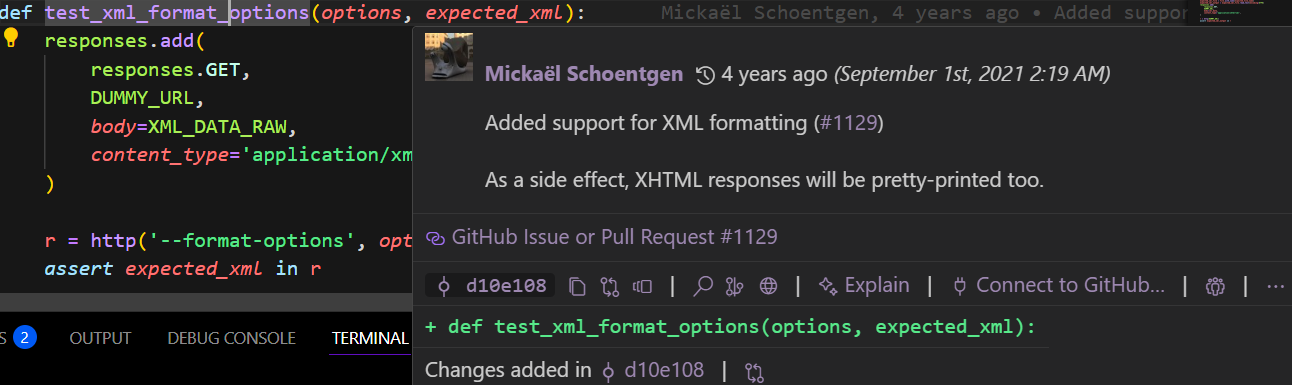 def test_xml_format_options(options, expected_xml): Mickaël Schoentgen, 4 years ago • Added suppor
responses.add(
responses.GET,
DUMMY_URL,
body=XML_DATA_RAW,
content_type='application/xm
)
r = http('--format-options', opt
assert expected_xml in r
Mickaël Schoentgen 4 years ago (September 1st, 2021 2:19 AM)
Added support for XML formatting (#1129)
As a side effect, XHTML responses will be pretty-printed too.
GitHub Issue or Pull Request #1129
d10e108 | | Explain | Connect to GitHub... | | ...
+ def test_xml_format_options(options, expected_xml):
Changes added in d10e108 |
S 2 OUTPUT DEBUG CONSOLE TERMINAL